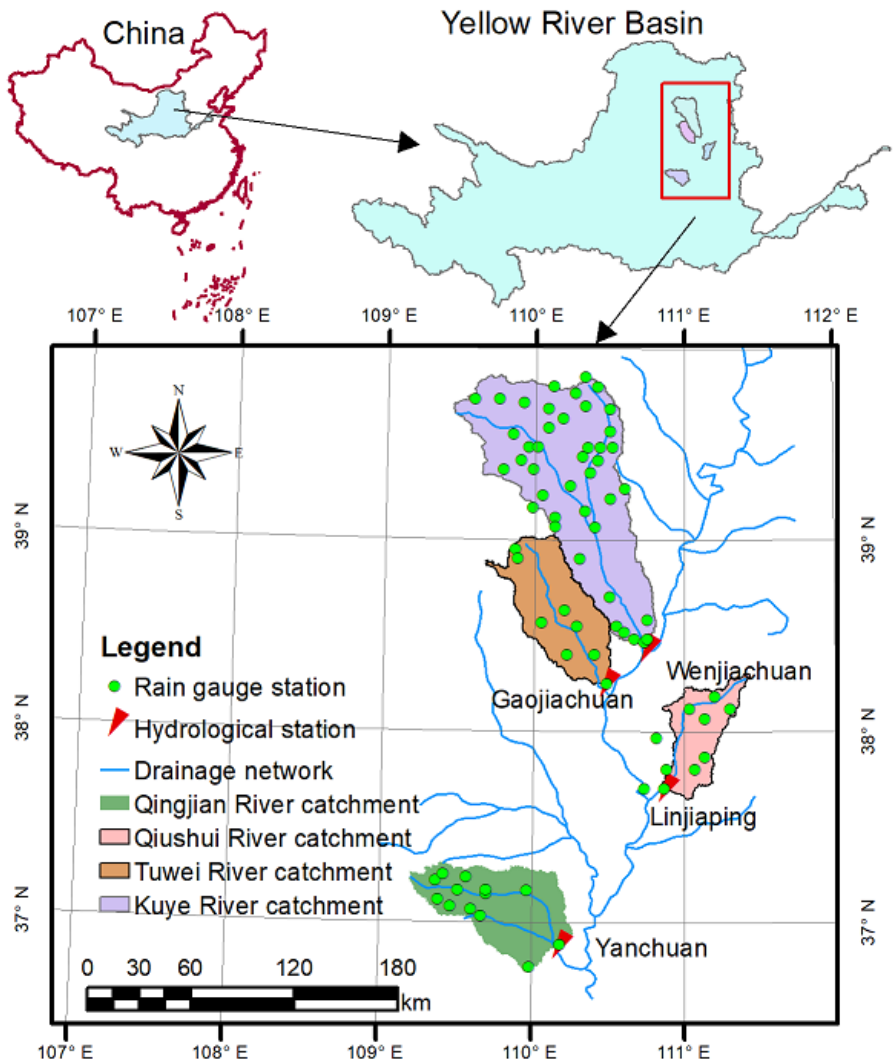 China
Yellow River Basin
107° E
108° E
109° E
110° E
111° E
112° E
N
W
E
S
39° N
39° N
Legend
Rain gauge station
Wenjiachuan
Gaojiachuan
Hydrological station
38° N
38° N
Drainage network
Qingjian River catchment
Linjiaping
Qiushui River catchment
Tuwei River catchment
Kuye River catchment
37° N
37° N
Yanchuan
0 30 60 120 180
km
107° E
108° E
109° E
110° E
111° E